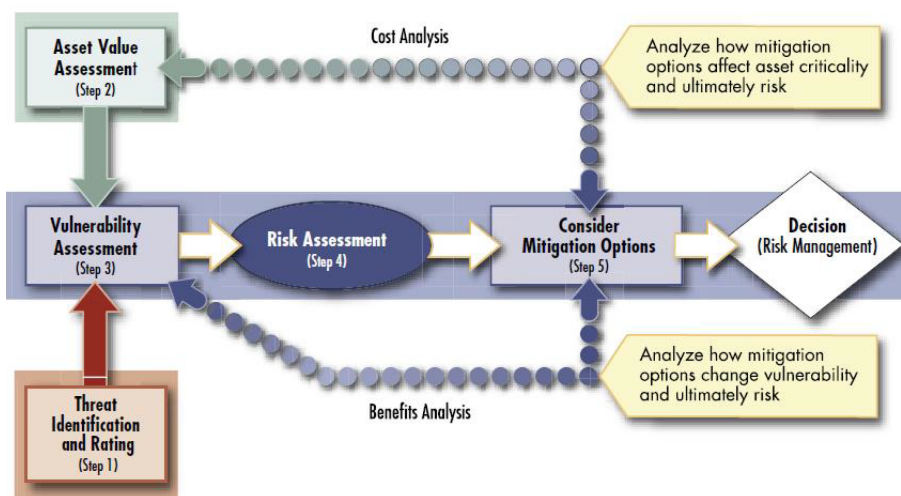 Asset Value
Assessment
(Step 2)
Cost Analysis
Analyze how mitigation
options affect asset criticality
and ultimately risk
Vulnerability
Assessment
(Step 3)
Risk Assessment
(Step 4)
Consider
Mitigation Options
(Step 5)
Decision
(Risk Management)
Threat
Identification
and Rating
(Step 1)
Benefits Analysis
Analyze how mitigation
options change vulnerability
and ultimately risk